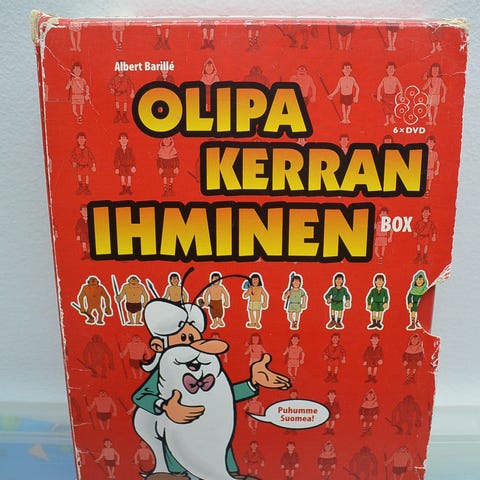 Albert Barillé
OLIPA
6×DVD
KERRAN
IHMINEN
BOX
Puhumme
Suomea!